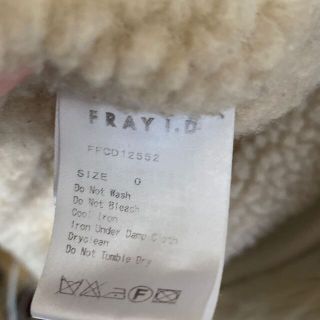 FRAY I.D
FFCD12552
SIZE 0
Do Not Wash
Do Not Bleach
Cool Iron
Iron Under Damp Cloth
Dryclean
Do Not Tumble Dry
F